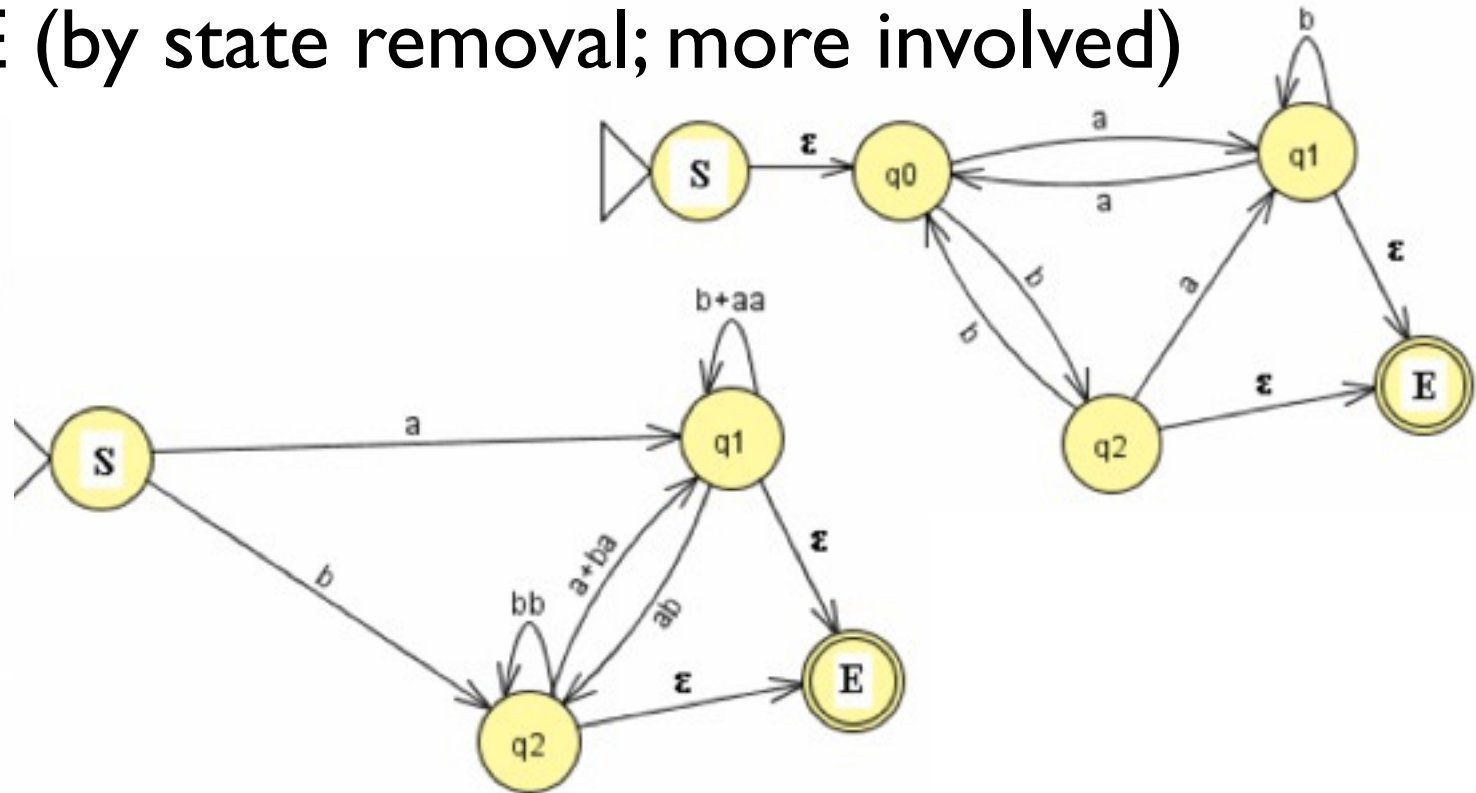 E (by state removal; more involved)
b
S
ε
q0
a
a
q1
b
b
a
ε
ε
q2
E
b+aa
S
a
q1
b
a+ba
ab
ε
bb
q2
ε
E